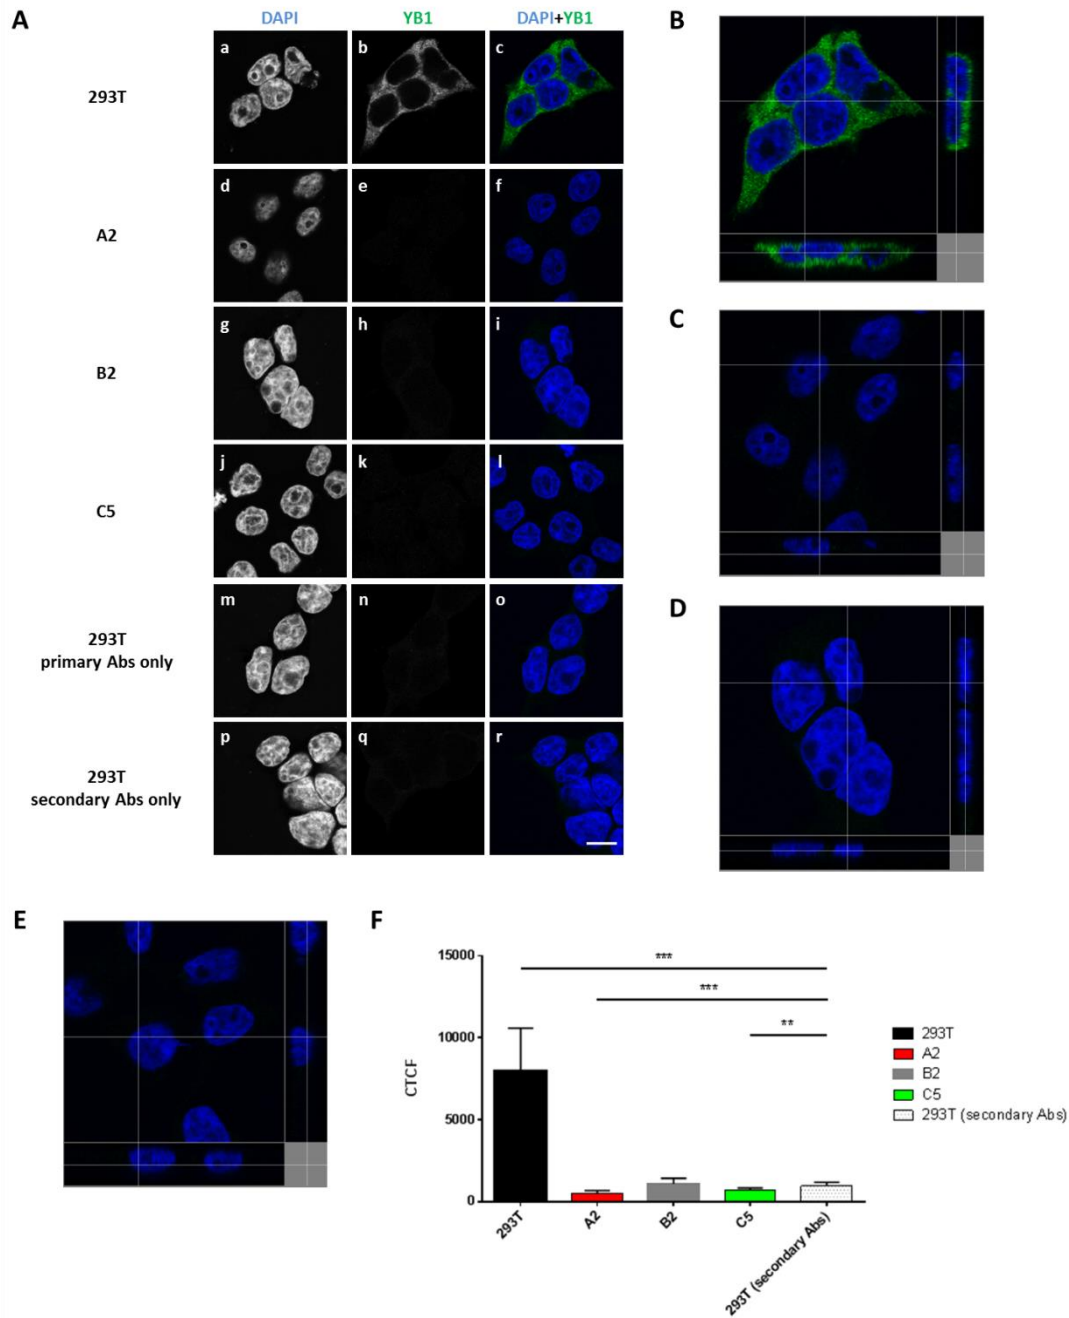 A
DAPI YB1 DAPI+YB1
B
293T
a b c
A2
d e f
C
B2
g h i
C5
j k l
D
293T
primary Abs only
m n o
293T
secondary Abs only
p q r
E
F
15000
10000
5000
0
CTCF
***
***
**
293T
A2
B2
C5
293T (secondary Abs)
293T
A2
B2
C5
293T (secondary Abs)